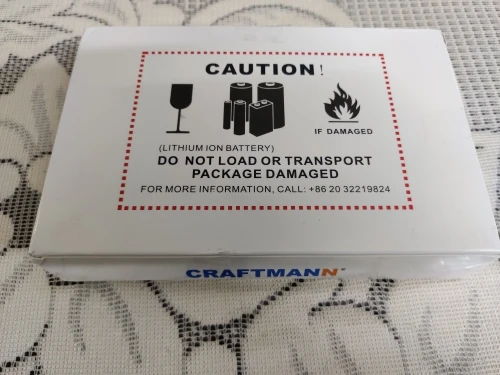 CAUTION!
IF DAMAGED
(LITHIUM ION BATTERY)
DO NOT LOAD OR TRANSPORT
PACKAGE DAMAGED
FOR MORE INFORMATION, CALL: +86 20 32219824
CRAFTMANN